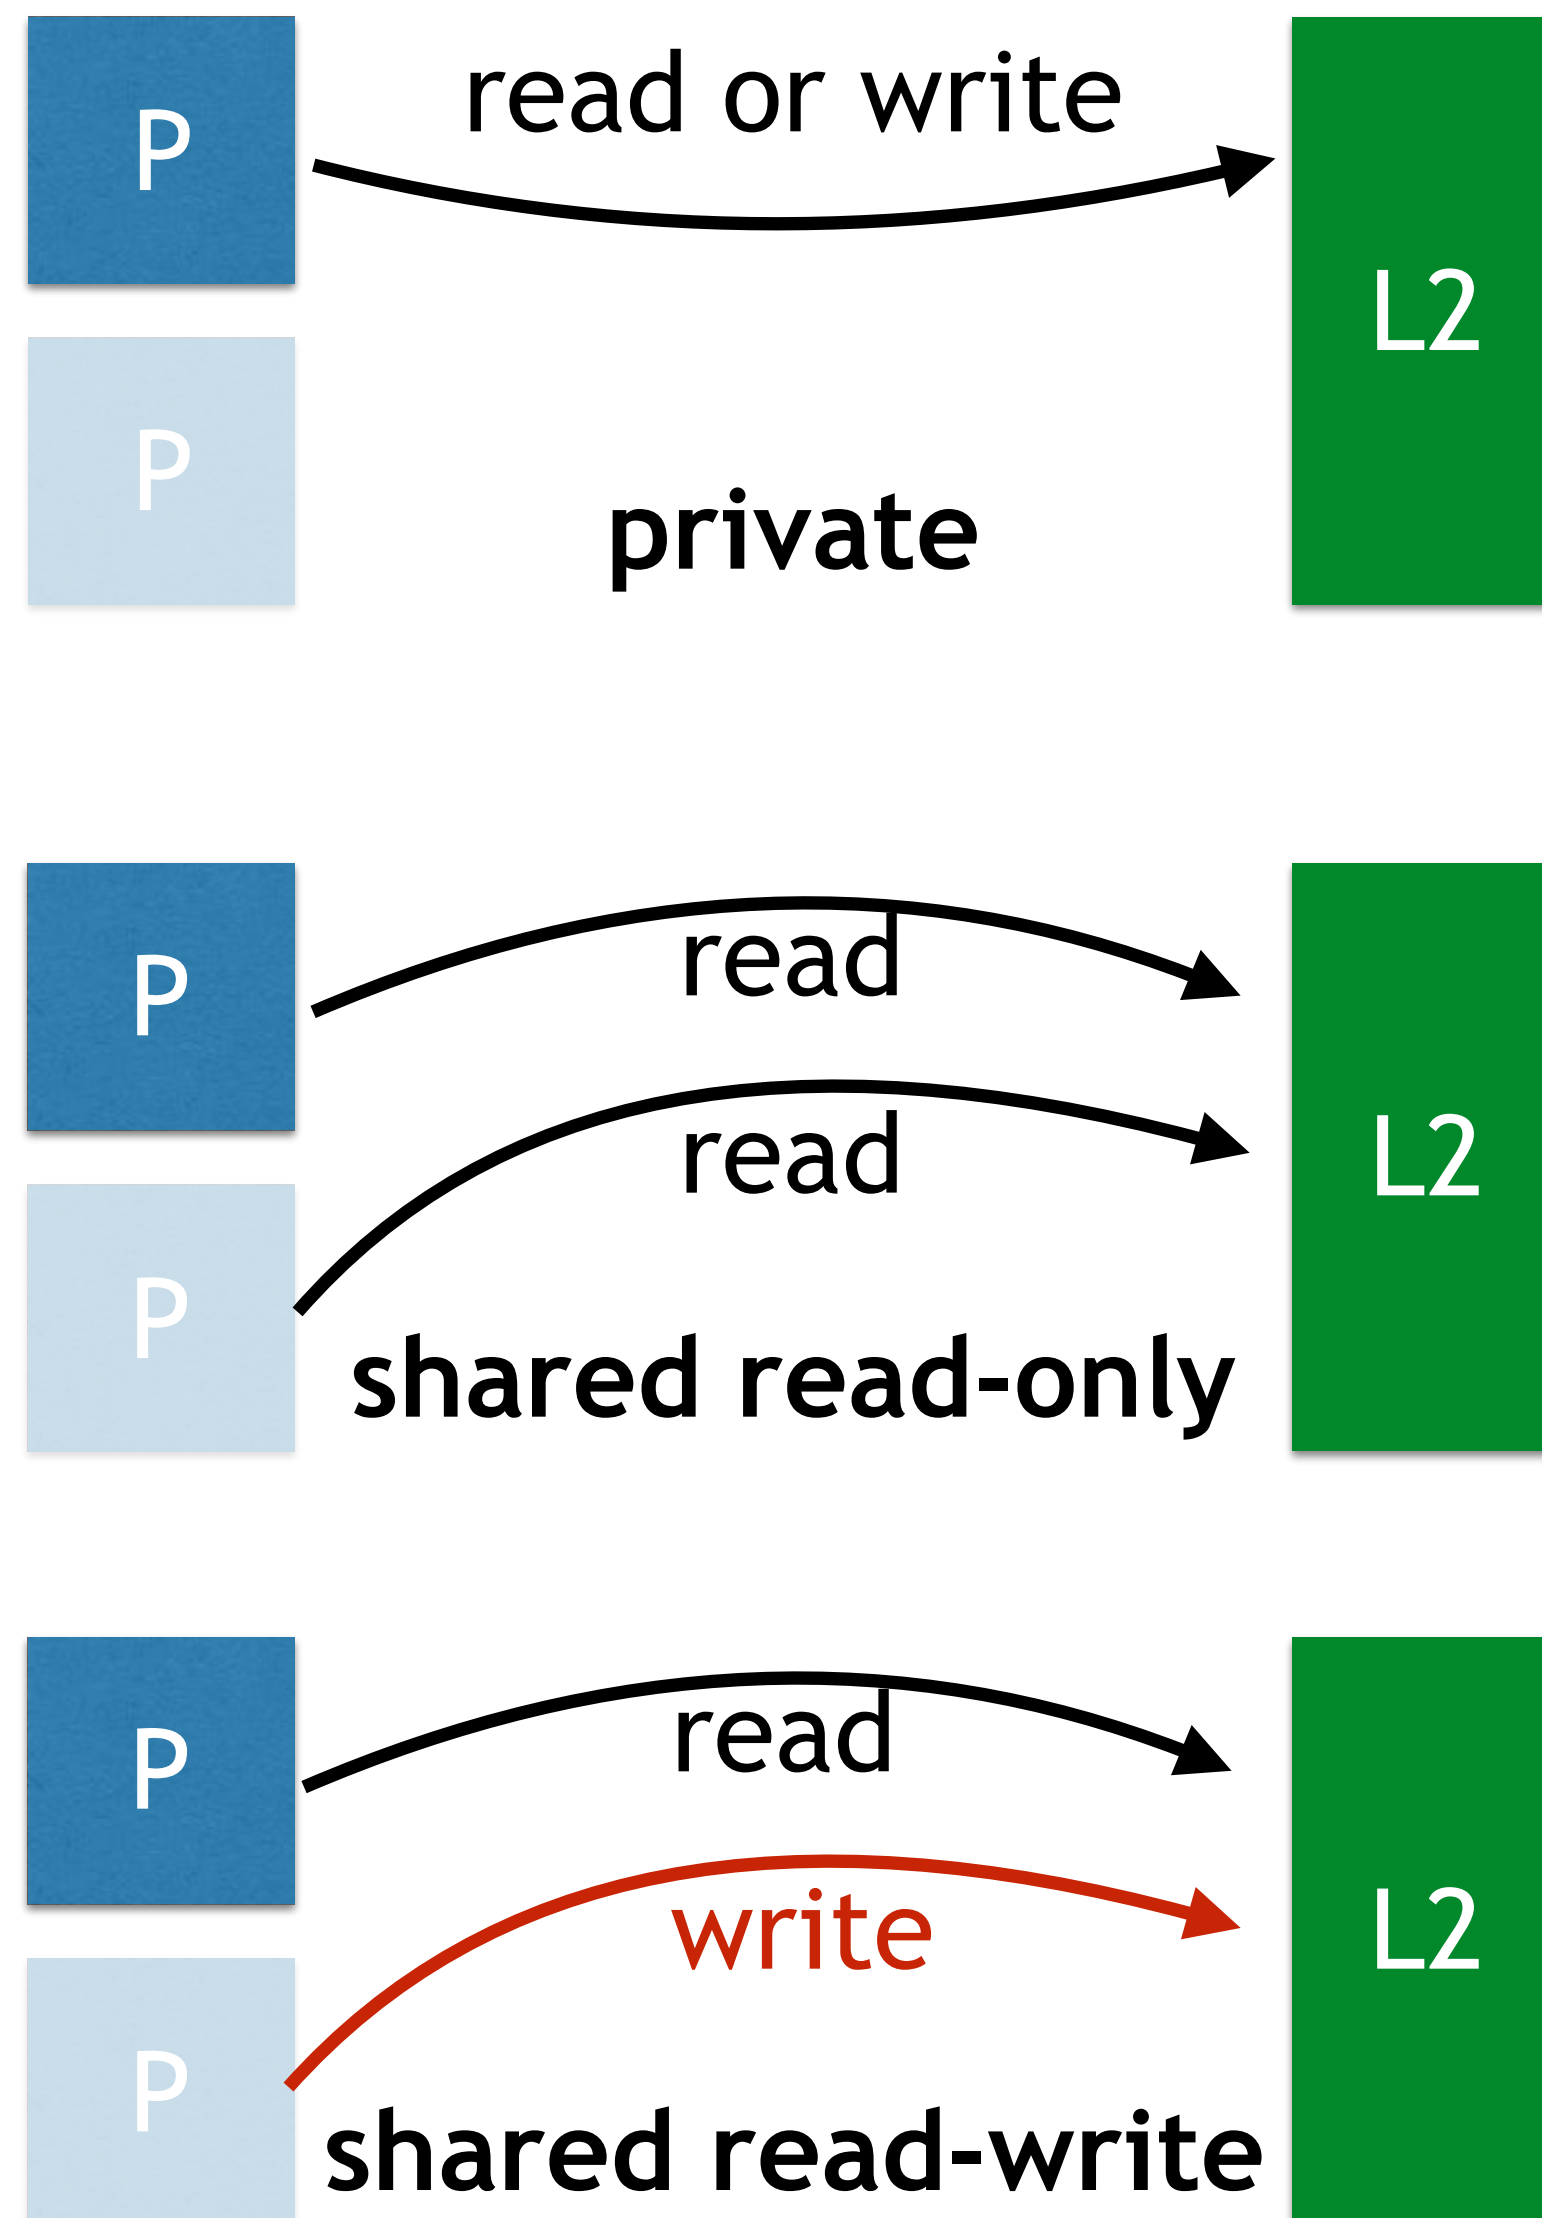 P
read or write
L2
P
private
P
read
L2
read
P
shared read-only
P
read
L2
write
P
shared read-write